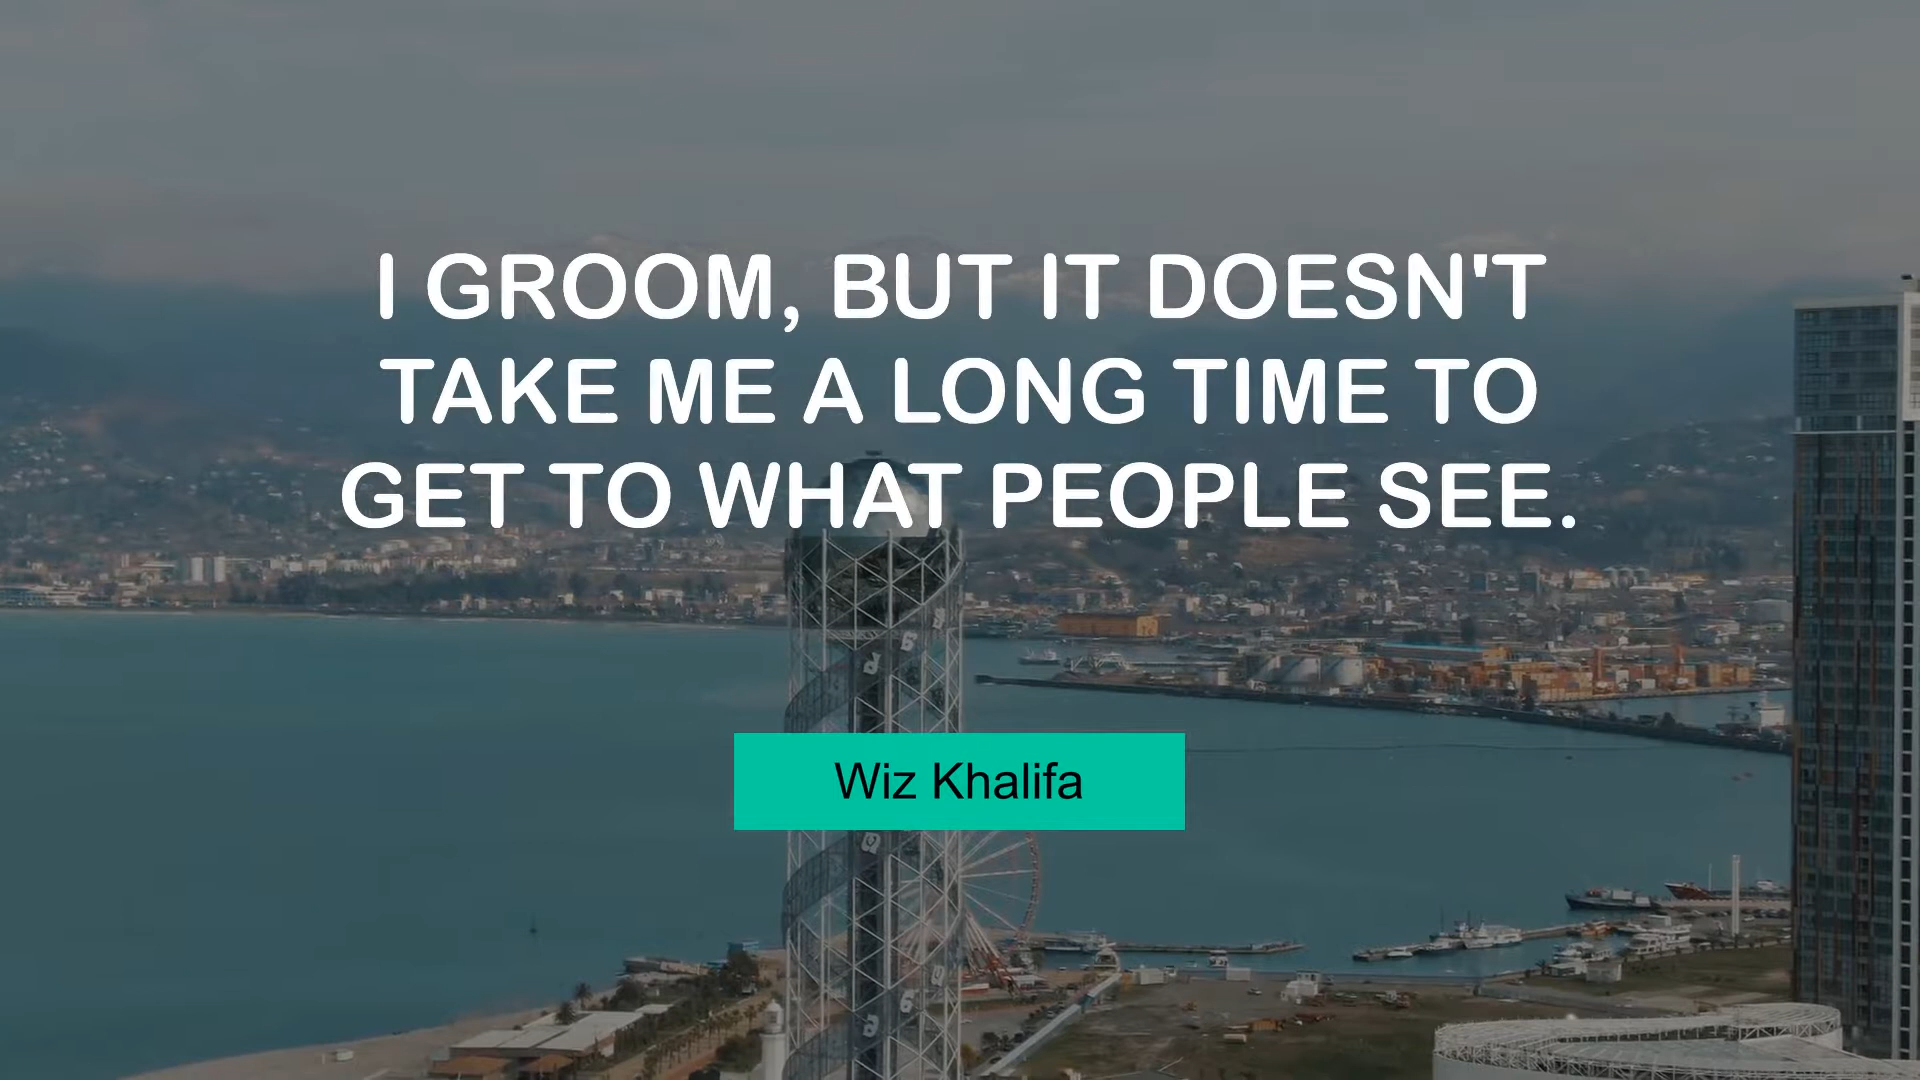 I GROOM, BUT IT DOESN'T
TAKE ME A LONG TIME TO
GET TO WHAT PEOPLE SEE.
Wiz Khalifa